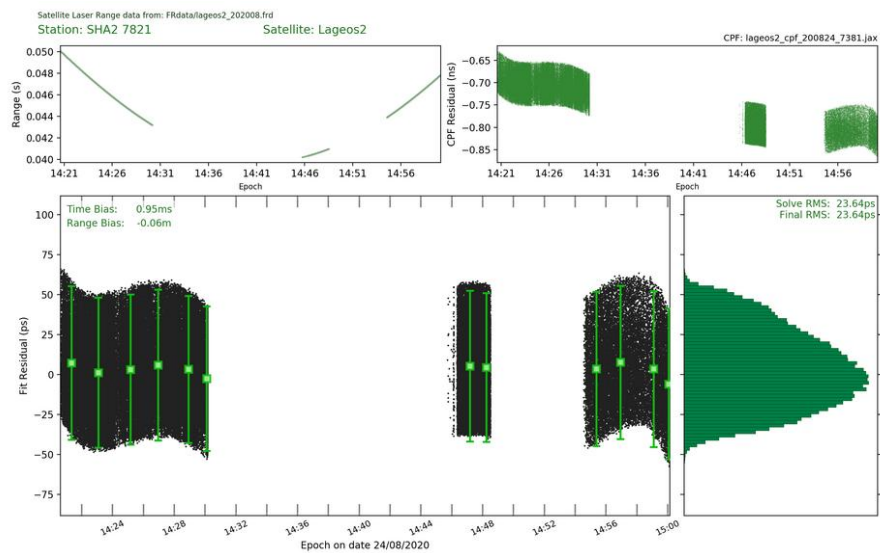 Satellite Laser Range data from: FRdata/lageos2_202008.frd
Station: SHA2 7821
Satellite: Lageos2
CPF: lageos2_cpf_200824_7381.jax
Range (s)
0.050
0.048
0.046
0.044
0.042
0.040
14:21 14:26 14:31 14:36 14:41 14:46 14:51 14:56
Epoch
CPF Residual (ns)
−0.65
−0.70
−0.75
−0.80
−0.85
14:21 14:26 14:31 14:36 14:41 14:46 14:51 14:56
Epoch
Time Bias: 0.95ms
Range Bias: -0.06m
Fit Residual (ps)
100
75
50
25
0
−25
−50
−75
14:24 14:28 14:32 14:36 14:40 14:44 14:48 14:52 14:56 15:00
Epoch on date 24/08/2020
Solve RMS: 23.64ps
Final RMS: 23.64ps